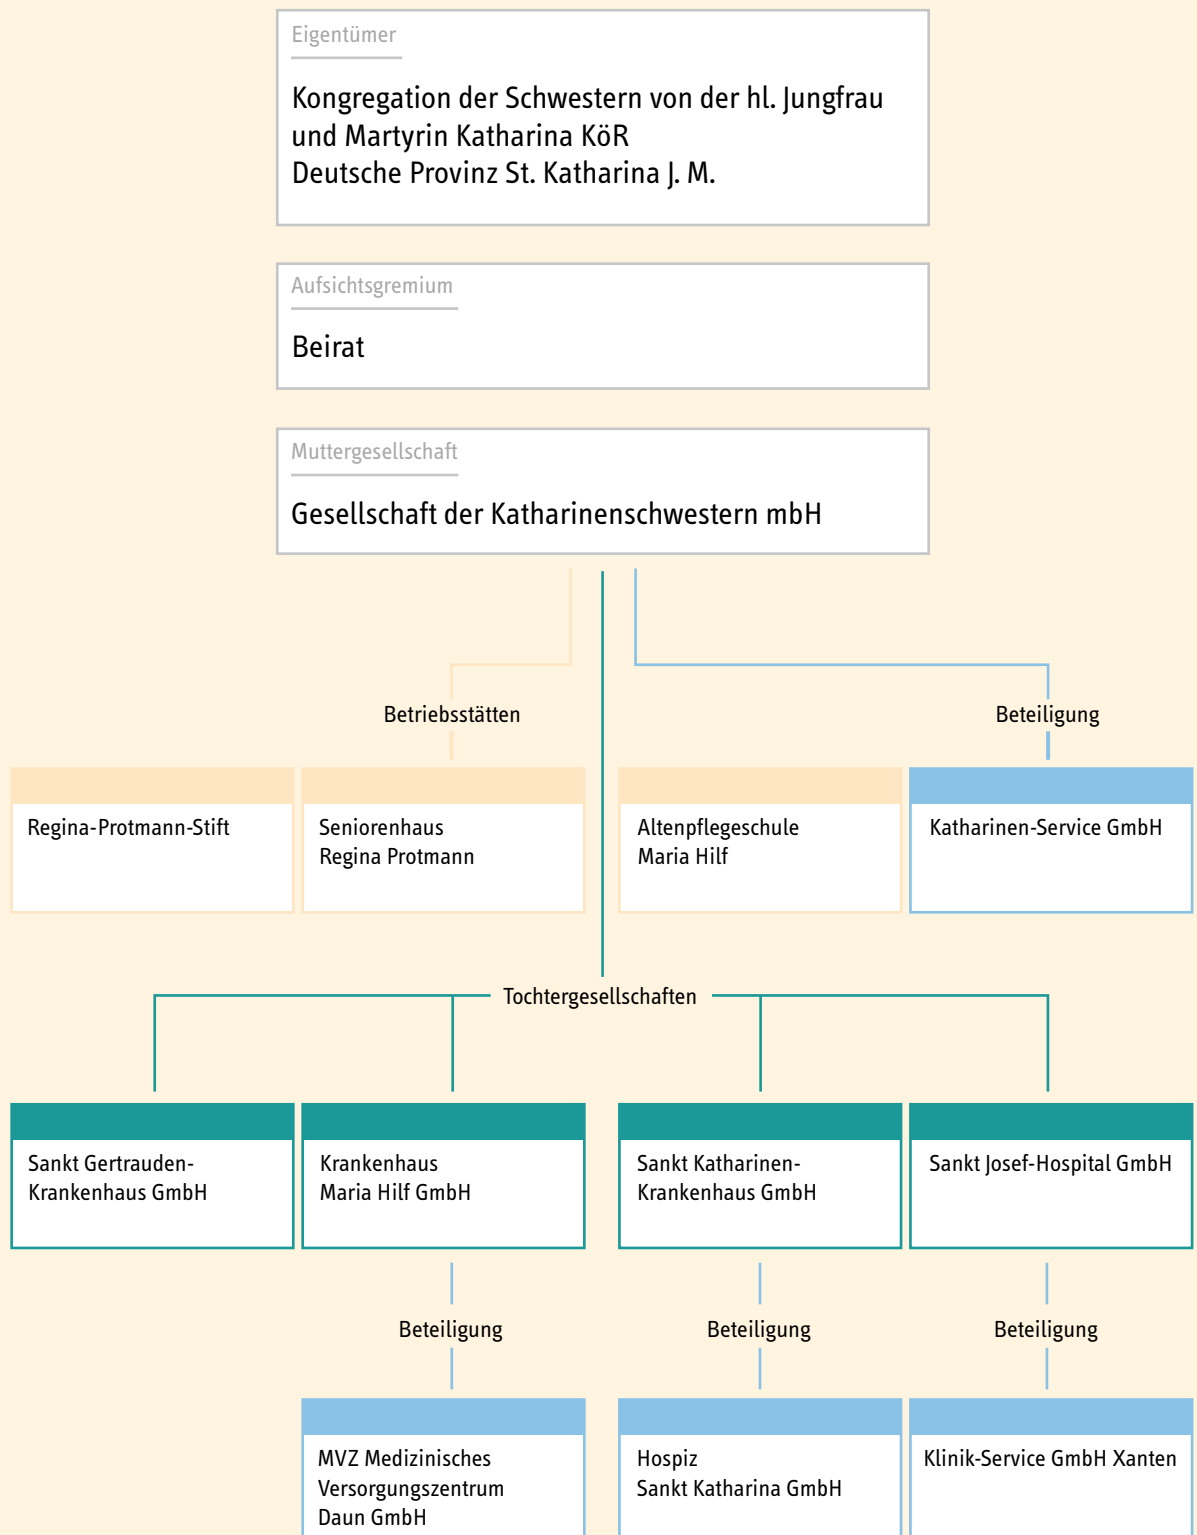 Eigentümer
Kongregation der Schwestern von der hl. Jungfrau
und Martyrin Katharina KöR
Deutsche Provinz St. Katharina J. M.
Aufsichtsgremium
Beirat
Muttergesellschaft
Gesellschaft der Katharinenschwestern mbH
Betriebsstätten
Beteiligung
Regina-Protmann-Stift
Seniorenhaus
Regina Protmann
Altenpflegeschule
Maria Hilf
Katharinen-Service GmbH
Tochtergesellschaften
Sankt Gertrauden-
Krankenhaus GmbH
Krankenhaus
Maria Hilf GmbH
Sankt Katharinen-
Krankenhaus GmbH
Sankt Josef-Hospital GmbH
Beteiligung
Beteiligung
Beteiligung
MVZ Medizinisches
Versorgungszentrum
Daun GmbH
Hospiz
Sankt Katharina GmbH
Klinik-Service GmbH Xanten